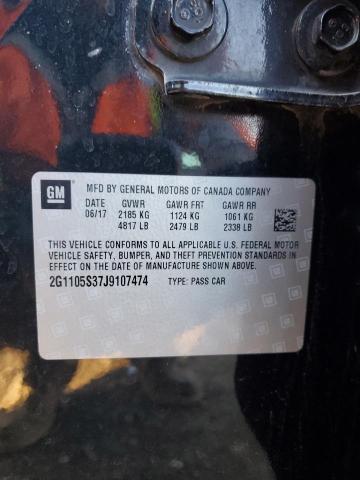 GM
MFD BY GENERAL MOTORS OF CANADA COMPANY
DATE GVWR GAWR FRT GAWR RR
06/17 2185 KG 1124 KG 1061 KG
4817 LB 2479 LB 2338 LB
THIS VEHICLE CONFORMS TO ALL APPLICABLE U.S. FEDERAL MOTOR
VEHICLE SAFETY, BUMPER, AND THEFT PREVENTION STANDARDS IN
EFFECT ON THE DATE OF MANUFACTURE SHOWN ABOVE.
2G1105S37J9107474 TYPE: PASS CAR